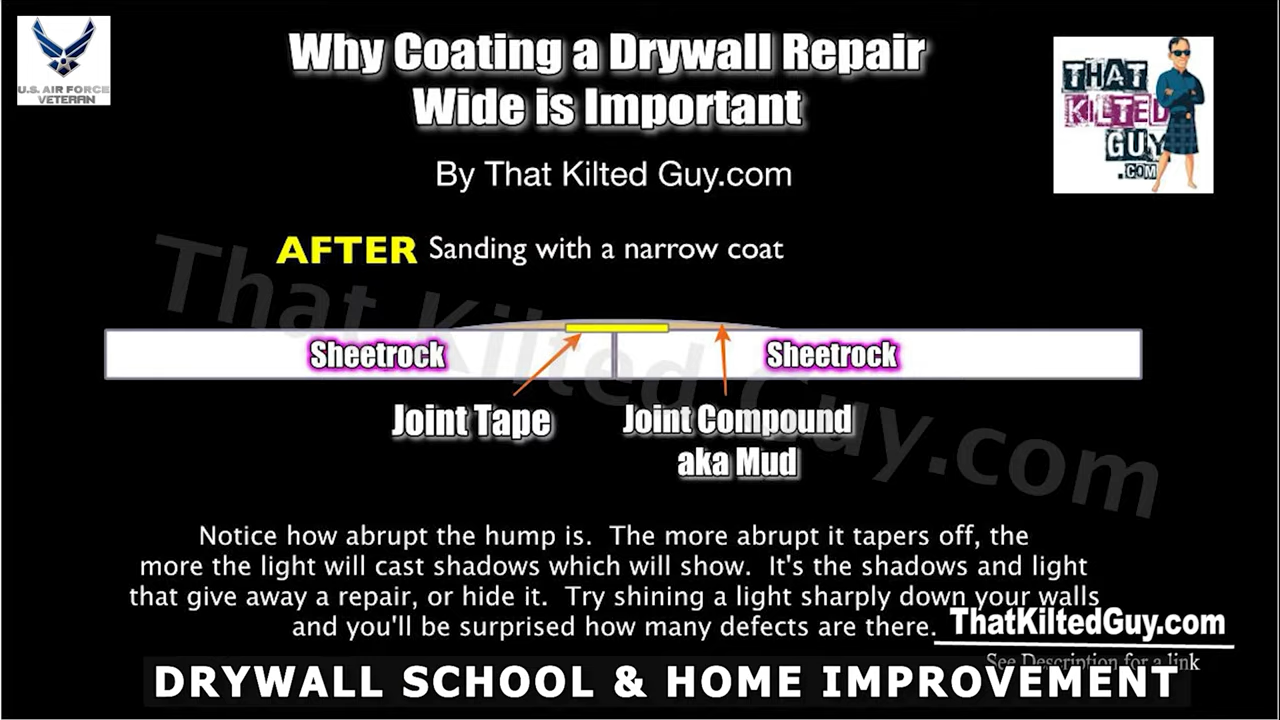 U.S. AIR FORCE
VETERAN
Why Coating a Drywall Repair
Wide is Important
By That Kilted Guy.com
THAT
KILTED
GUY
.COM
AFTER Sanding with a narrow coat
That Kilted Guy.com
Sheetrock
Sheetrock
Joint Tape
Joint Compound
aka Mud
Notice how abrupt the hump is. The more abrupt it tapers off, the
more the light will cast shadows which will show. It's the shadows and light
that give away a repair, or hide it. Try shining a light sharply down your walls
and you'll be surprised how many defects are there.
ThatKiltedGuy.com
See Description for a link
DRYWALL SCHOOL & HOME IMPROVEMENT